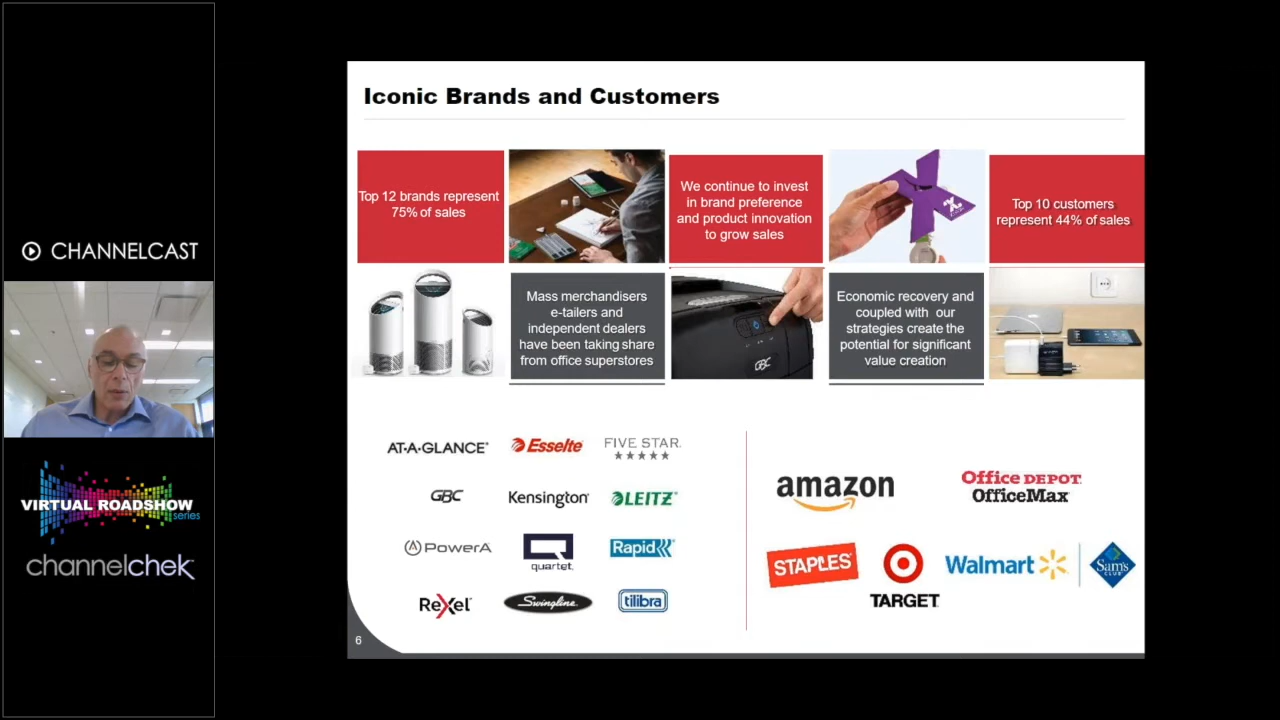 CHANNELCAST
VIRTUAL ROADSHOW
series
channelchek
Iconic Brands and Customers
Top 12 brands represent
75% of sales
We continue to invest
in brand preference
and product innovation
to grow sales
Top 10 customers
represent 44% of sales
Mass merchandisers
e-tailers and
independent dealers
have been taking share
from office superstores
GBC
Economic recovery and
coupled with our
strategies create the
potential for significant
value creation
AT-A-GLANCE®
Esselte
FIVE STAR.
GBC
Kensington®
LEITZ®
PowerA
quartet.
Rapid
Rexel
Swingline
tilibra
amazon
Office DEPOT
OfficeMax
STAPLES
TARGET
Walmart
Sam's
CLUB
6